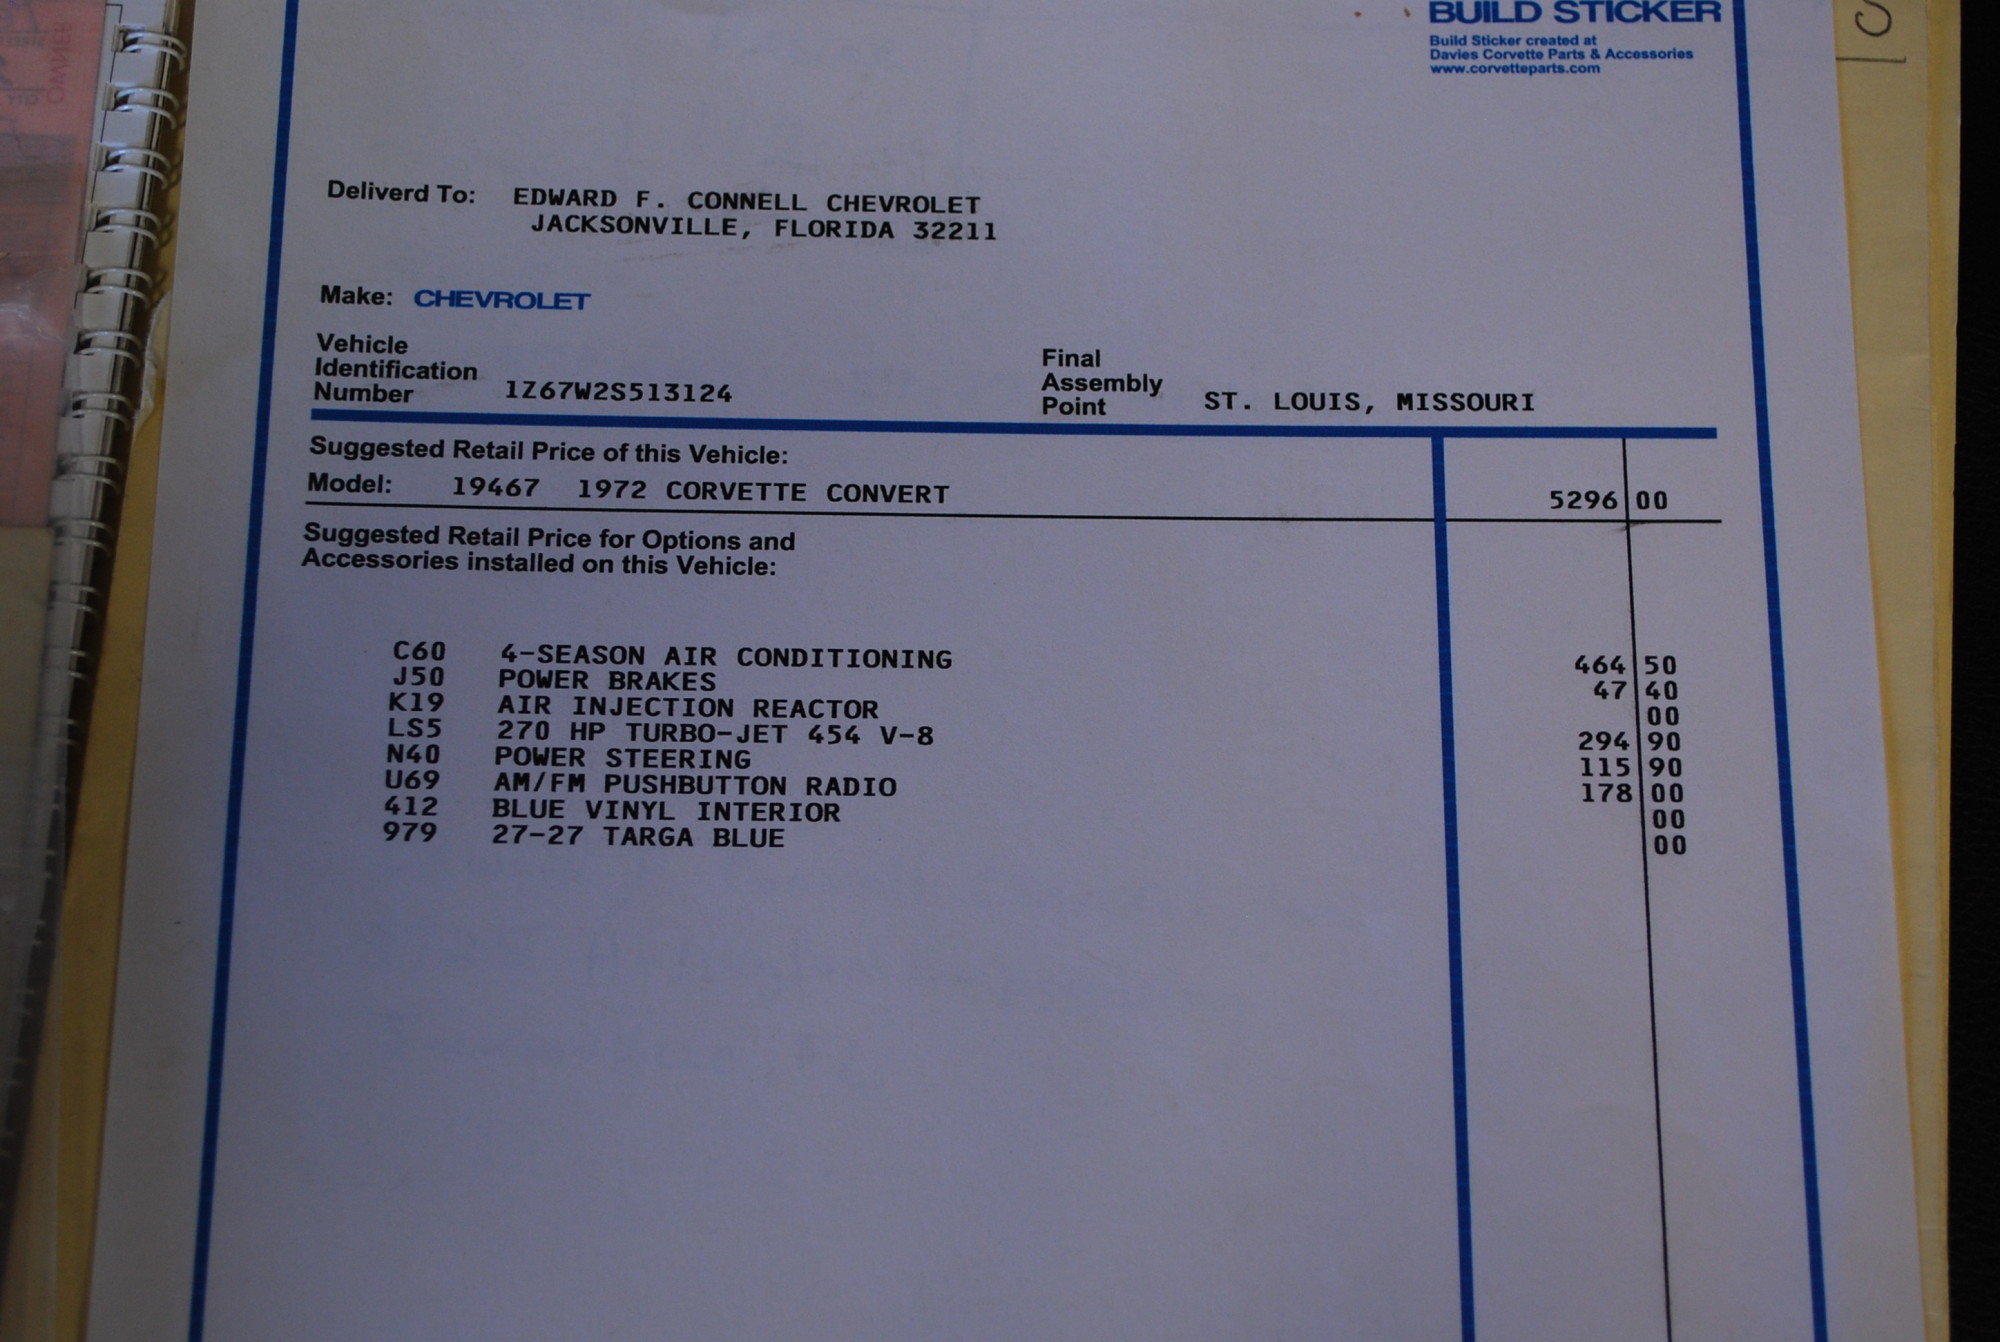 BUILD STICKER
Build Sticker created at
Davies Corvette Parts & Accessories
www.corvetteparts.com
OWNER
Deliverd To: EDWARD F. CONNELL CHEVROLET
JACKSONVILLE, FLORIDA 32211
Make: CHEVROLET
Vehicle
Identification
Number 1Z67W2S513124
Final
Assembly
Point ST. LOUIS, MISSOURI
Suggested Retail Price of this Vehicle:
Model: 19467 1972 CORVETTE CONVERT 5296 00
Suggested Retail Price for Options and
Accessories installed on this Vehicle:
C60 4-SEASON AIR CONDITIONING 464 50
J50 POWER BRAKES 47 40
K19 AIR INJECTION REACTOR 00
LS5 270 HP TURBO-JET 454 V-8 294 90
N40 POWER STEERING 115 90
U69 AM/FM PUSHBUTTON RADIO 178 00
412 BLUE VINYL INTERIOR 00
979 27-27 TARGA BLUE 00